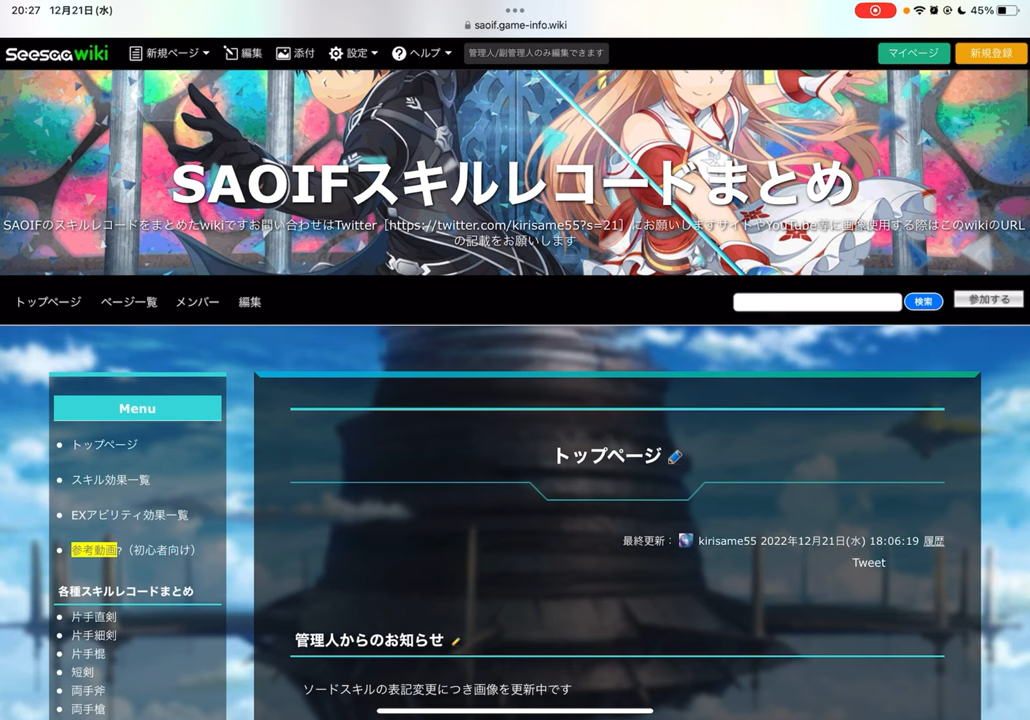 20:27 12月21日(水)
45%
saoif.game-info.wiki
Seesaa wiki
新規ページ
編集
添付
設定
ヘルプ
管理人/副管理人のみ編集できます
マイページ
新規登録
SAOIFスキルレコードまとめ
SAOIFのスキルレコードをまとめたwikiですお問い合わせはTwitter［https://twitter.com/kirisame55?s=21］にお願いしますサイトやYouTube等に画像使用する際はこのwikiのURL
の記載をお願いします
トップページ ページ一覧 メンバー 編集
検索
参加する
Menu
トップページ
スキル効果一覧
EXアビリティ効果一覧
参考動画?（初心者向け）
各種スキルレコードまとめ
片手直剣
片手細剣
片手棍
短剣
両手斧
両手槍
トップページ
最終更新： kirisame55 2022年12月21日(水) 18:06:19 履歴
Tweet
管理人からのお知らせ
ソードスキルの表記変更につき画像を更新中です